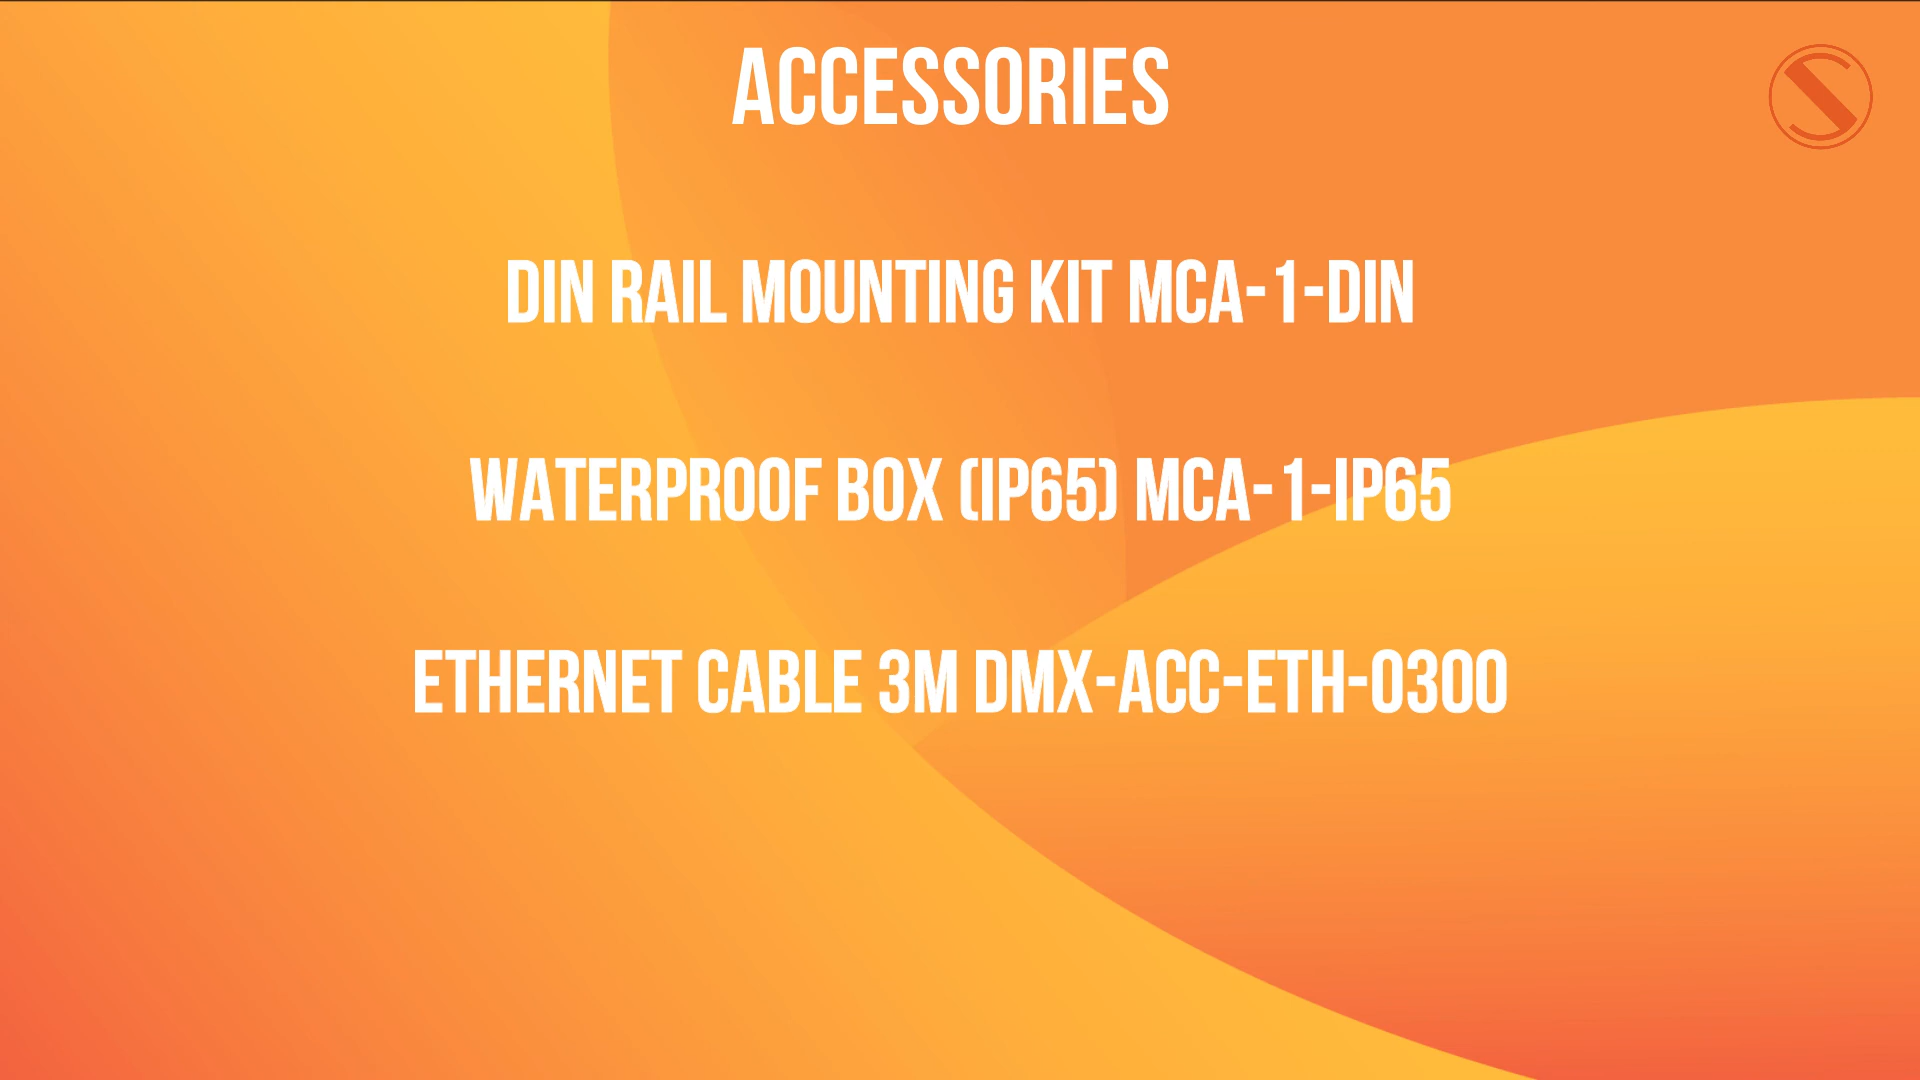 ACCESSORIES
DIN RAIL MOUNTING KIT MCA-1-DIN
WATERPROOF BOX (IP65) MCA-1-IP65
ETHERNET CABLE 3M DMX-ACC-ETH-0300